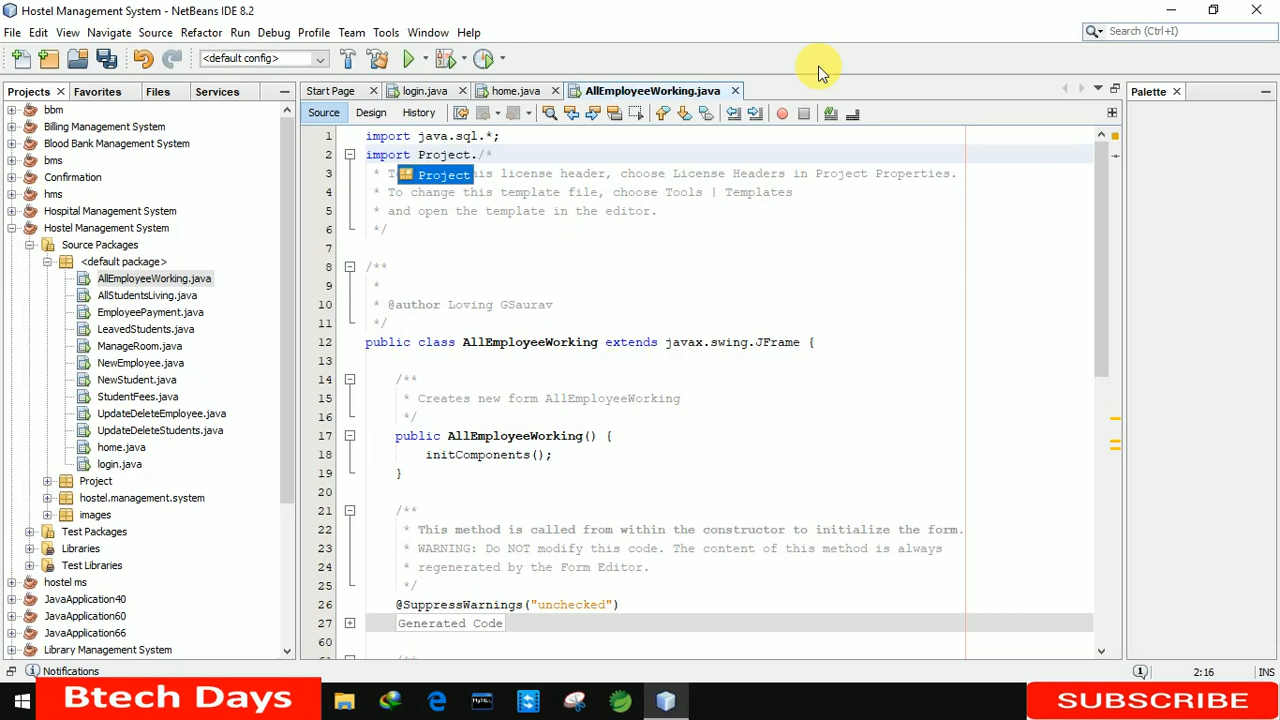 Hostel Management System - NetBeans IDE 8.2
File Edit View Navigate Source Refactor Run Debug Profile Team Tools Window Help
Search (Ctrl+I)
<default config>
Projects Favorites Files Services
Start Page login.java home.java AllEmployeeWorking.java
Palette
Source Design History
bbm
Billing Management System
Blood Bank Management System
bms
Confirmation
hms
Hospital Management System
Hostel Management System
Source Packages
<default package>
AllEmployeeWorking.java
AllStudentsLiving.java
EmployeePayment.java
LeavedStudents.java
ManageRoom.java
NewEmployee.java
NewStudent.java
StudentFees.java
UpdateDeleteEmployee.java
UpdateDeleteStudents.java
home.java
login.java
Project
hostel.management.system
images
Test Packages
Libraries
Test Libraries
hostel ms
JavaApplication40
JavaApplication60
JavaApplication66
Library Management System
1 import java.sql.*;
2 import Project./*
Project
3 * T his license header, choose License Headers in Project Properties.
4 * To change this template file, choose Tools | Templates
5 * and open the template in the editor.
6 */
7
8 /**
9 *
10 * @author Loving GSaurav
11 */
12 public class AllEmployeeWorking extends javax.swing.JFrame {
13
14 /**
15 * Creates new form AllEmployeeWorking
16 */
17 public AllEmployeeWorking() {
18 initComponents();
19 }
20
21 /**
22 * This method is called from within the constructor to initialize the form.
23 * WARNING: Do NOT modify this code. The content of this method is always
24 * regenerated by the Form Editor.
25 */
26 @SuppressWarnings("unchecked")
27 Generated Code
60
Notifications
2:16 INS
Btech Days
SUBSCRIBE